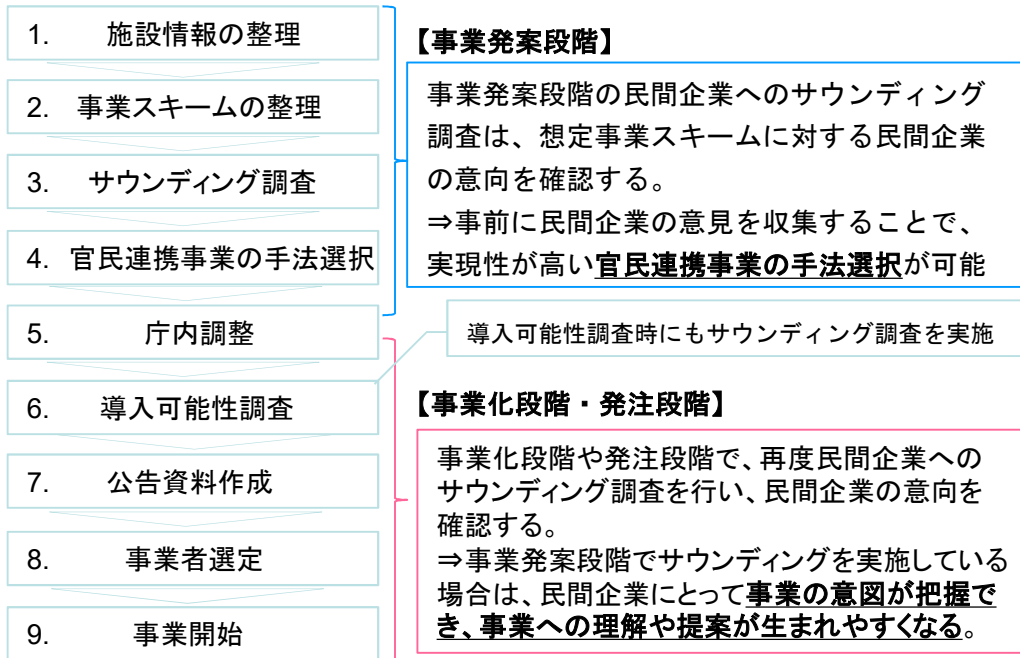 1. 施設情報の整理
2. 事業スキームの整理
3. サウンディング調査
4. 官民連携事業の手法選択
5. 庁内調整
6. 導入可能性調査
7. 公告資料作成
8. 事業者選定
9. 事業開始
【事業発案段階】
事業発案段階の民間企業へのサウンディング
調査は、想定事業スキームに対する民間企業
の意向を確認する。
⇒事前に民間企業の意見を収集することで、
実現性が高い官民連携事業の手法選択が可能
導入可能性調査時にもサウンディング調査を実施
【事業化段階・発注段階】
事業化段階や発注段階で、再度民間企業への
サウンディング調査を行い、民間企業の意向を
確認する。
⇒事業発案段階でサウンディングを実施している
場合は、民間企業にとって事業の意図が把握で
き、事業への理解や提案が生まれやすくなる。